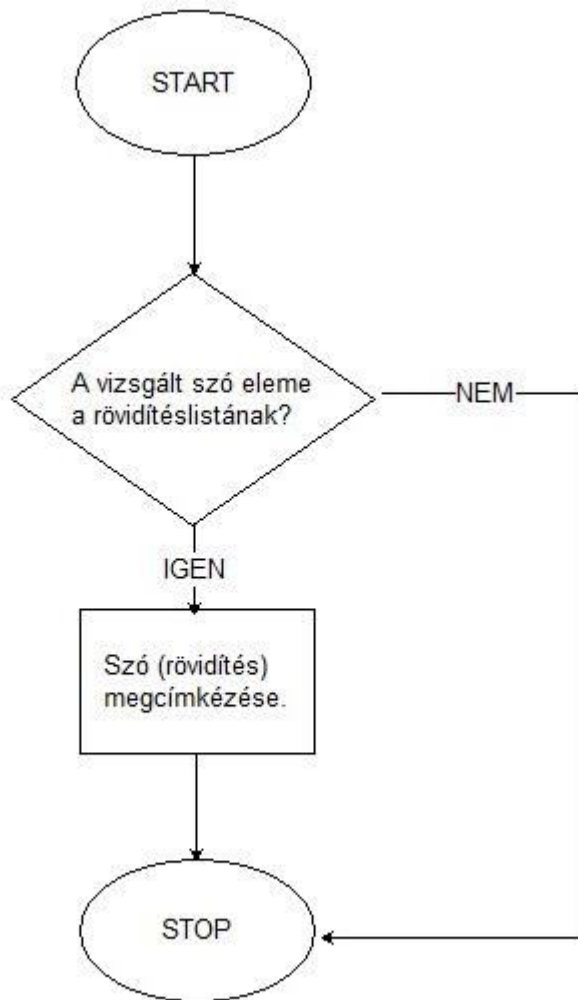 START
A vizsgált szó eleme
a rövidítéslistának?
NEM
IGEN
Szó (rövidítés)
megcímkézése.
STOP